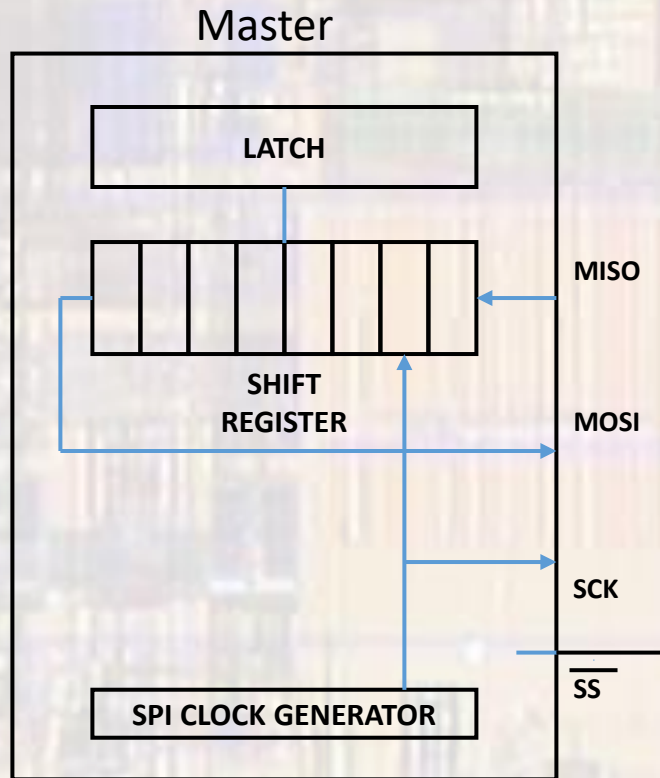 Master
LATCH
MISO
SHIFT
REGISTER
MOSI
SCK
SS
SPI CLOCK GENERATOR